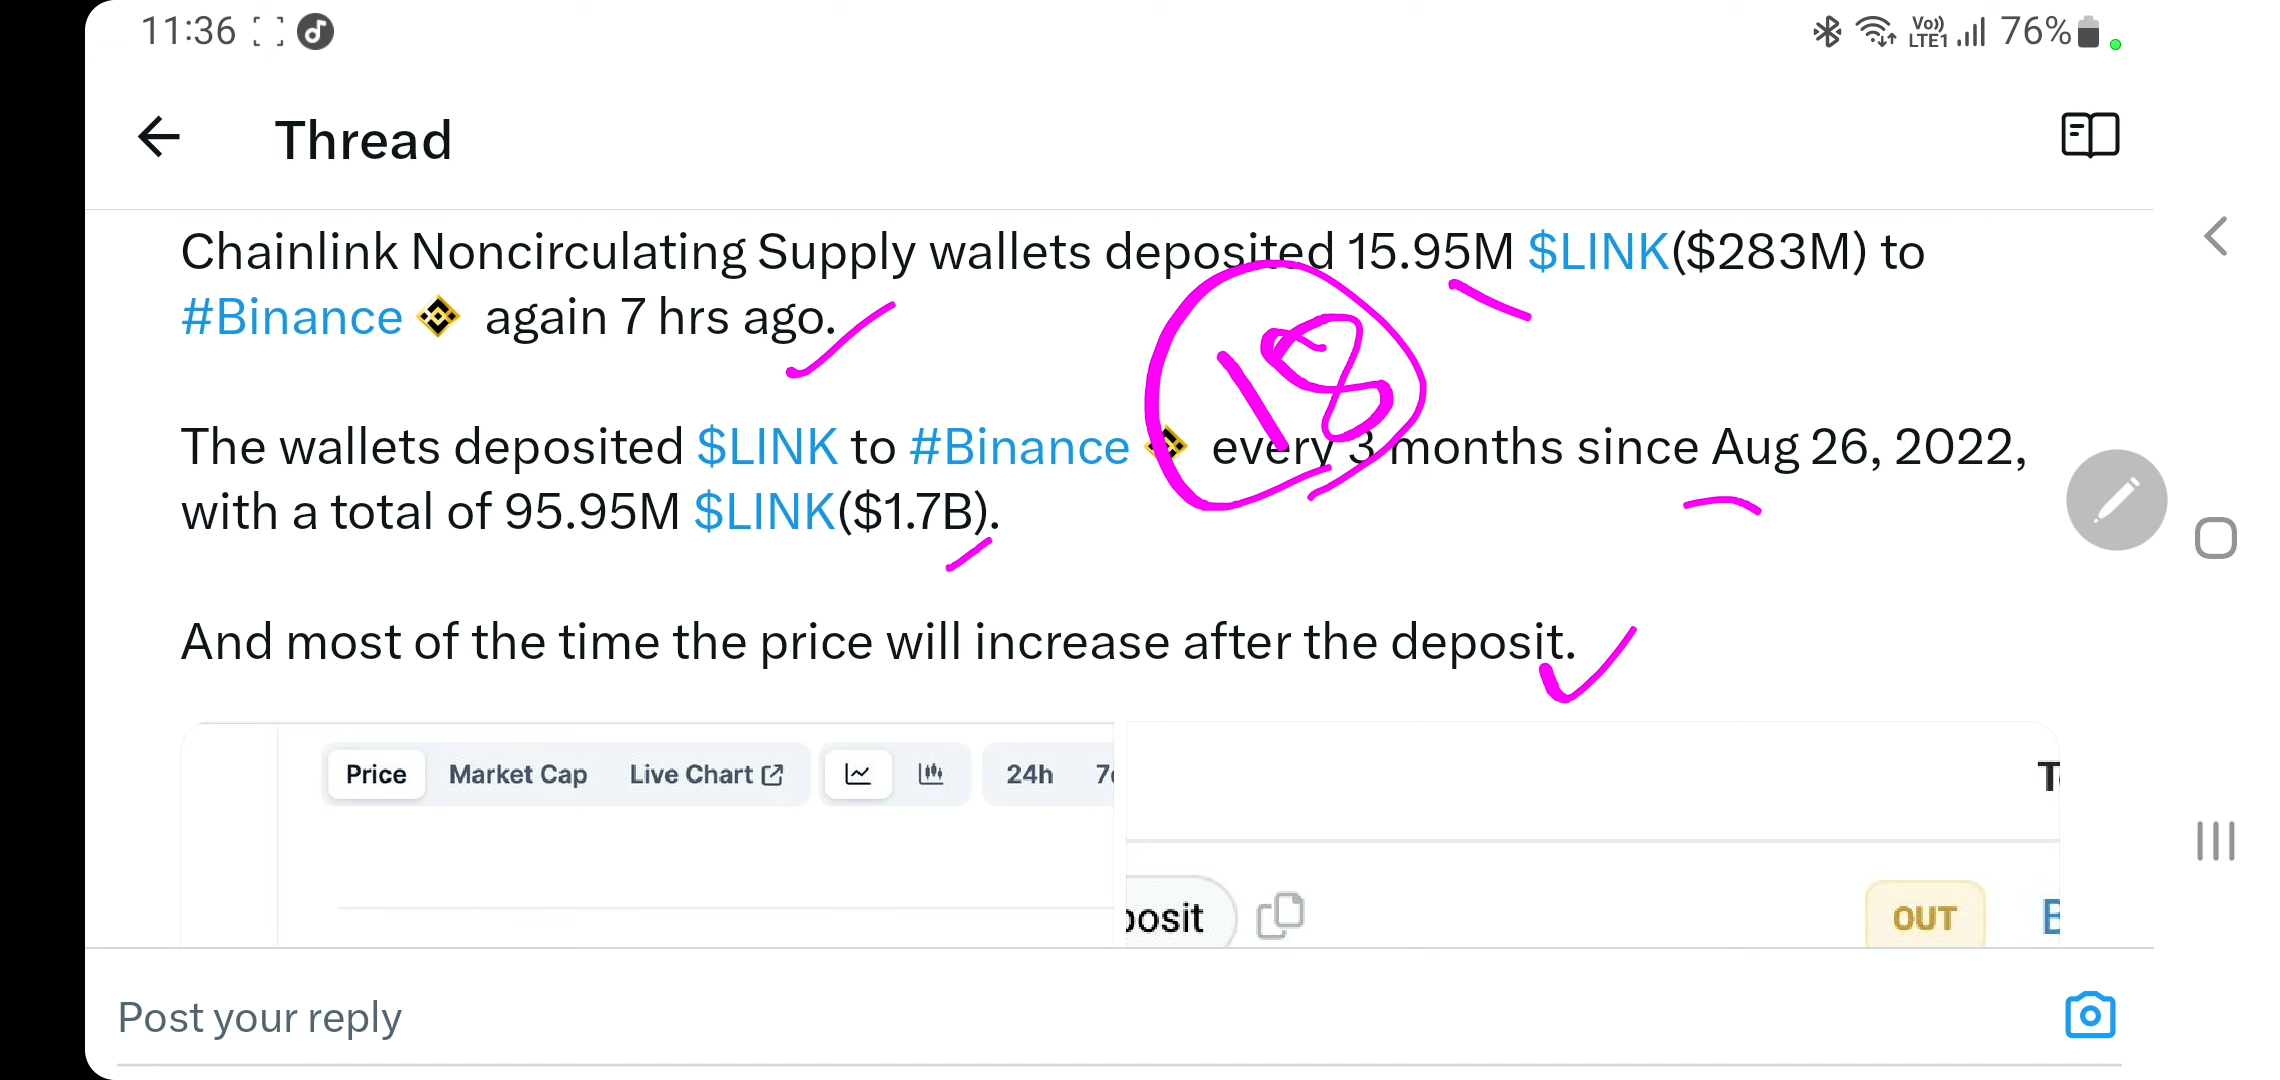 11:36
Vo)) LTE1 76%
Thread
Chainlink Noncirculating Supply wallets deposited 15.95M $LINK($283M) to
#Binance again 7 hrs ago.
18
The wallets deposited $LINK to #Binance every 3 months since Aug 26, 2022,
with a total of 95.95M $LINK($1.7B).
And most of the time the price will increase after the deposit.
Price Market Cap Live Chart 24h
posit OUT
Post your reply